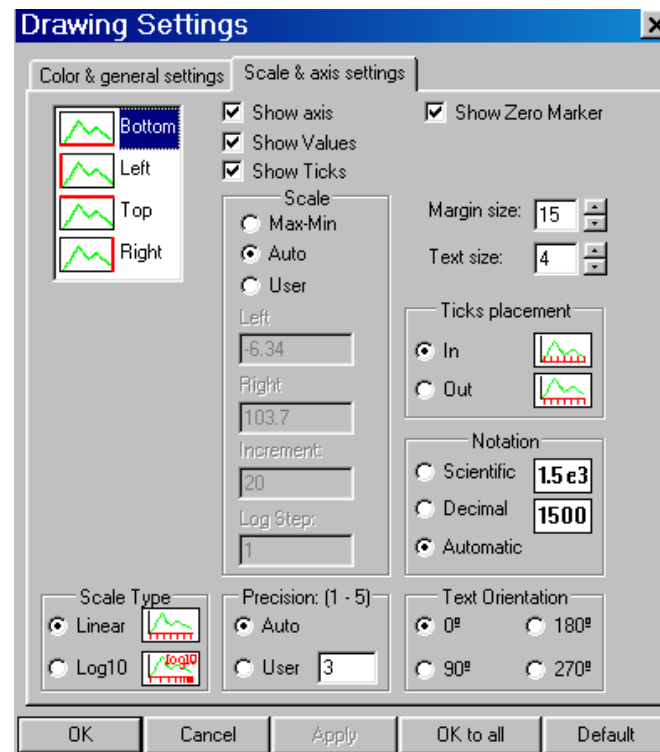 Drawing Settings
Color & general settings
Scale & axis settings
Bottom
Left
Top
Right
Show axis
Show Values
Show Ticks
Show Zero Marker
Scale
Max-Min
Auto
User
Left
-6.34
Right
103.7
Increment:
20
Log Step:
1
Margin size: 15
Text size: 4
Ticks placement
In
Out
Notation
Scientific 1.5 e3
Decimal 1500
Automatic
Scale Type
Linear
Log10 log10
Precision: (1 - 5)
Auto
User 3
Text Orientation
0º 180º
90º 270º
OK Cancel Apply OK to all Default